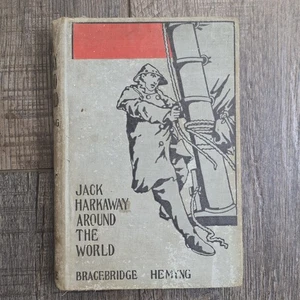 JACK
HARKAWAY
AROUND
THE
WORLD
BRACEBRIDGE HEMYNG